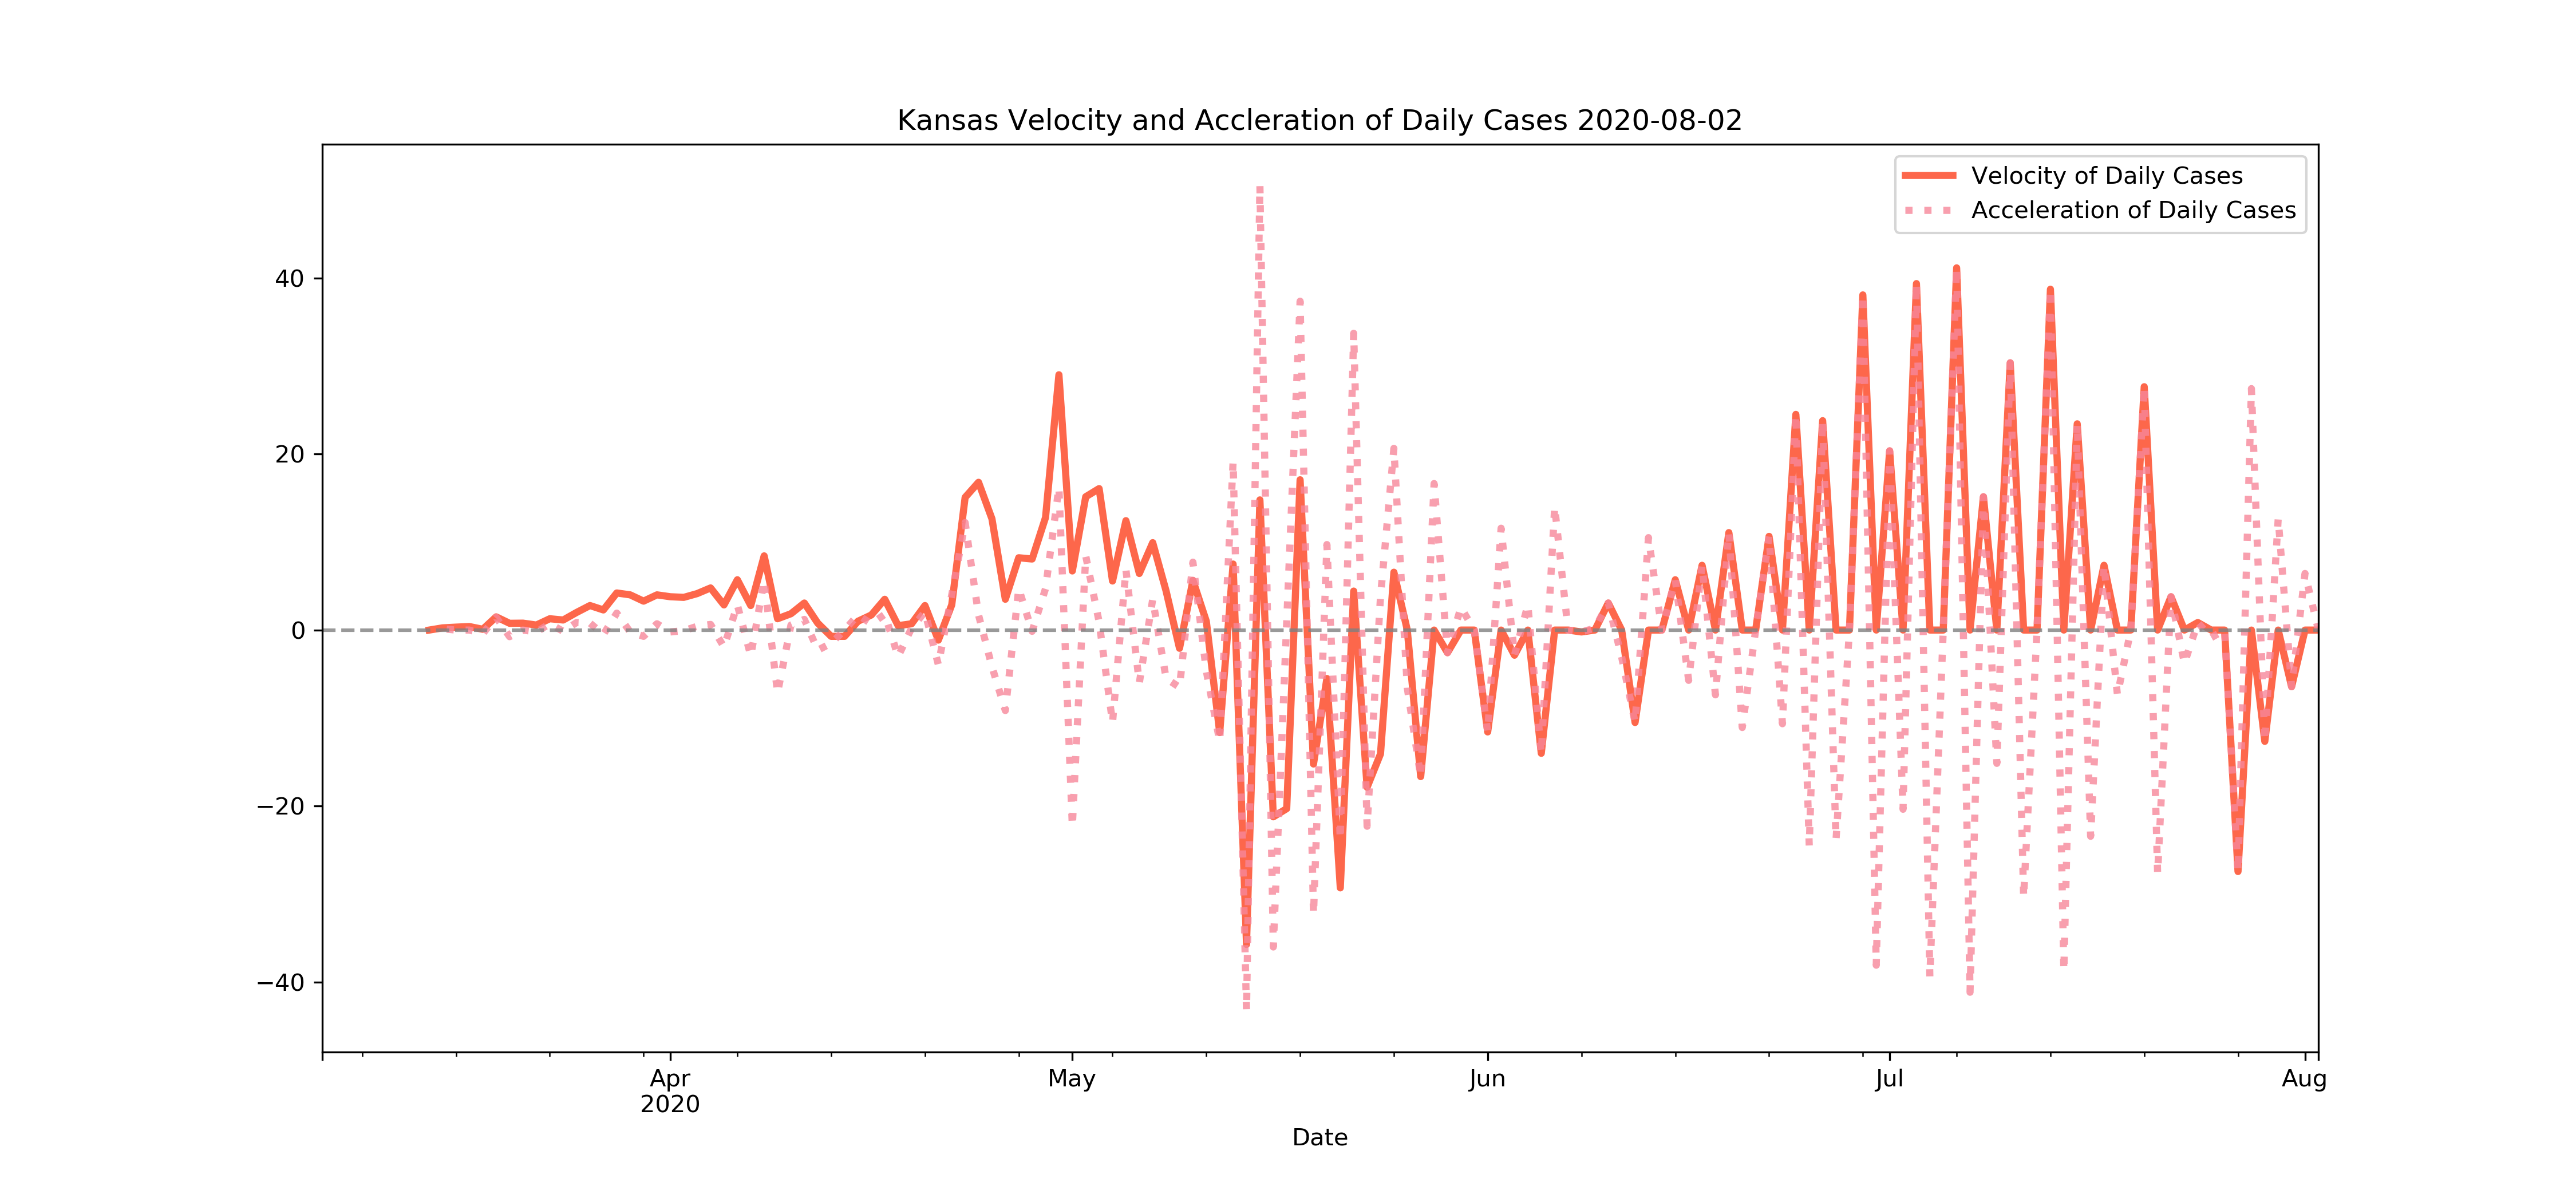 Kansas Velocity and Accleration of Daily Cases 2020-08-02
Velocity of Daily Cases
Acceleration of Daily Cases
40
20
0
−20
−40
Apr
2020
May
Jun
Jul
Aug
Date